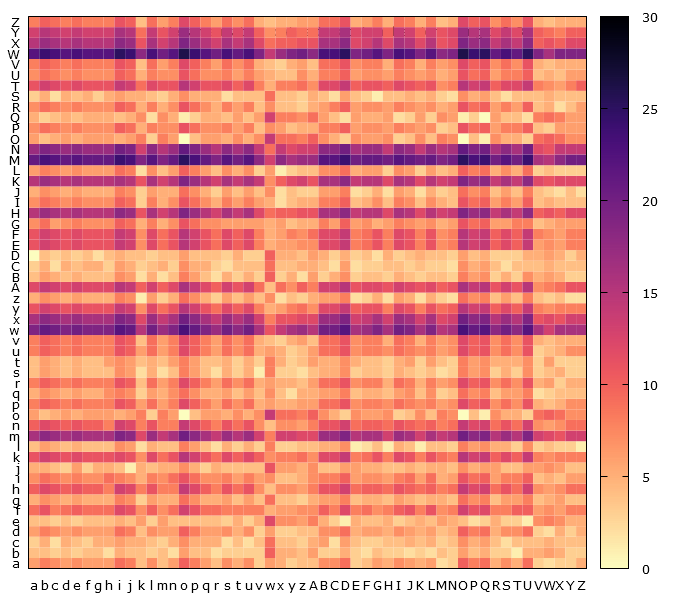 Z
Y
X
W
V
U
T
S
R
Q
P
O
N
M
L
K
J
I
H
G
F
E
D
C
B
A
z
y
x
w
v
u
t
s
r
q
p
o
n
m
l
k
j
i
h
g
f
e
d
c
b
a
a b c d e f g h i j k l m n o p q r s t u v w x y z A B C D E F G H I J K L M N O P Q R S T U V W X Y Z
30
25
20
15
10
5
0